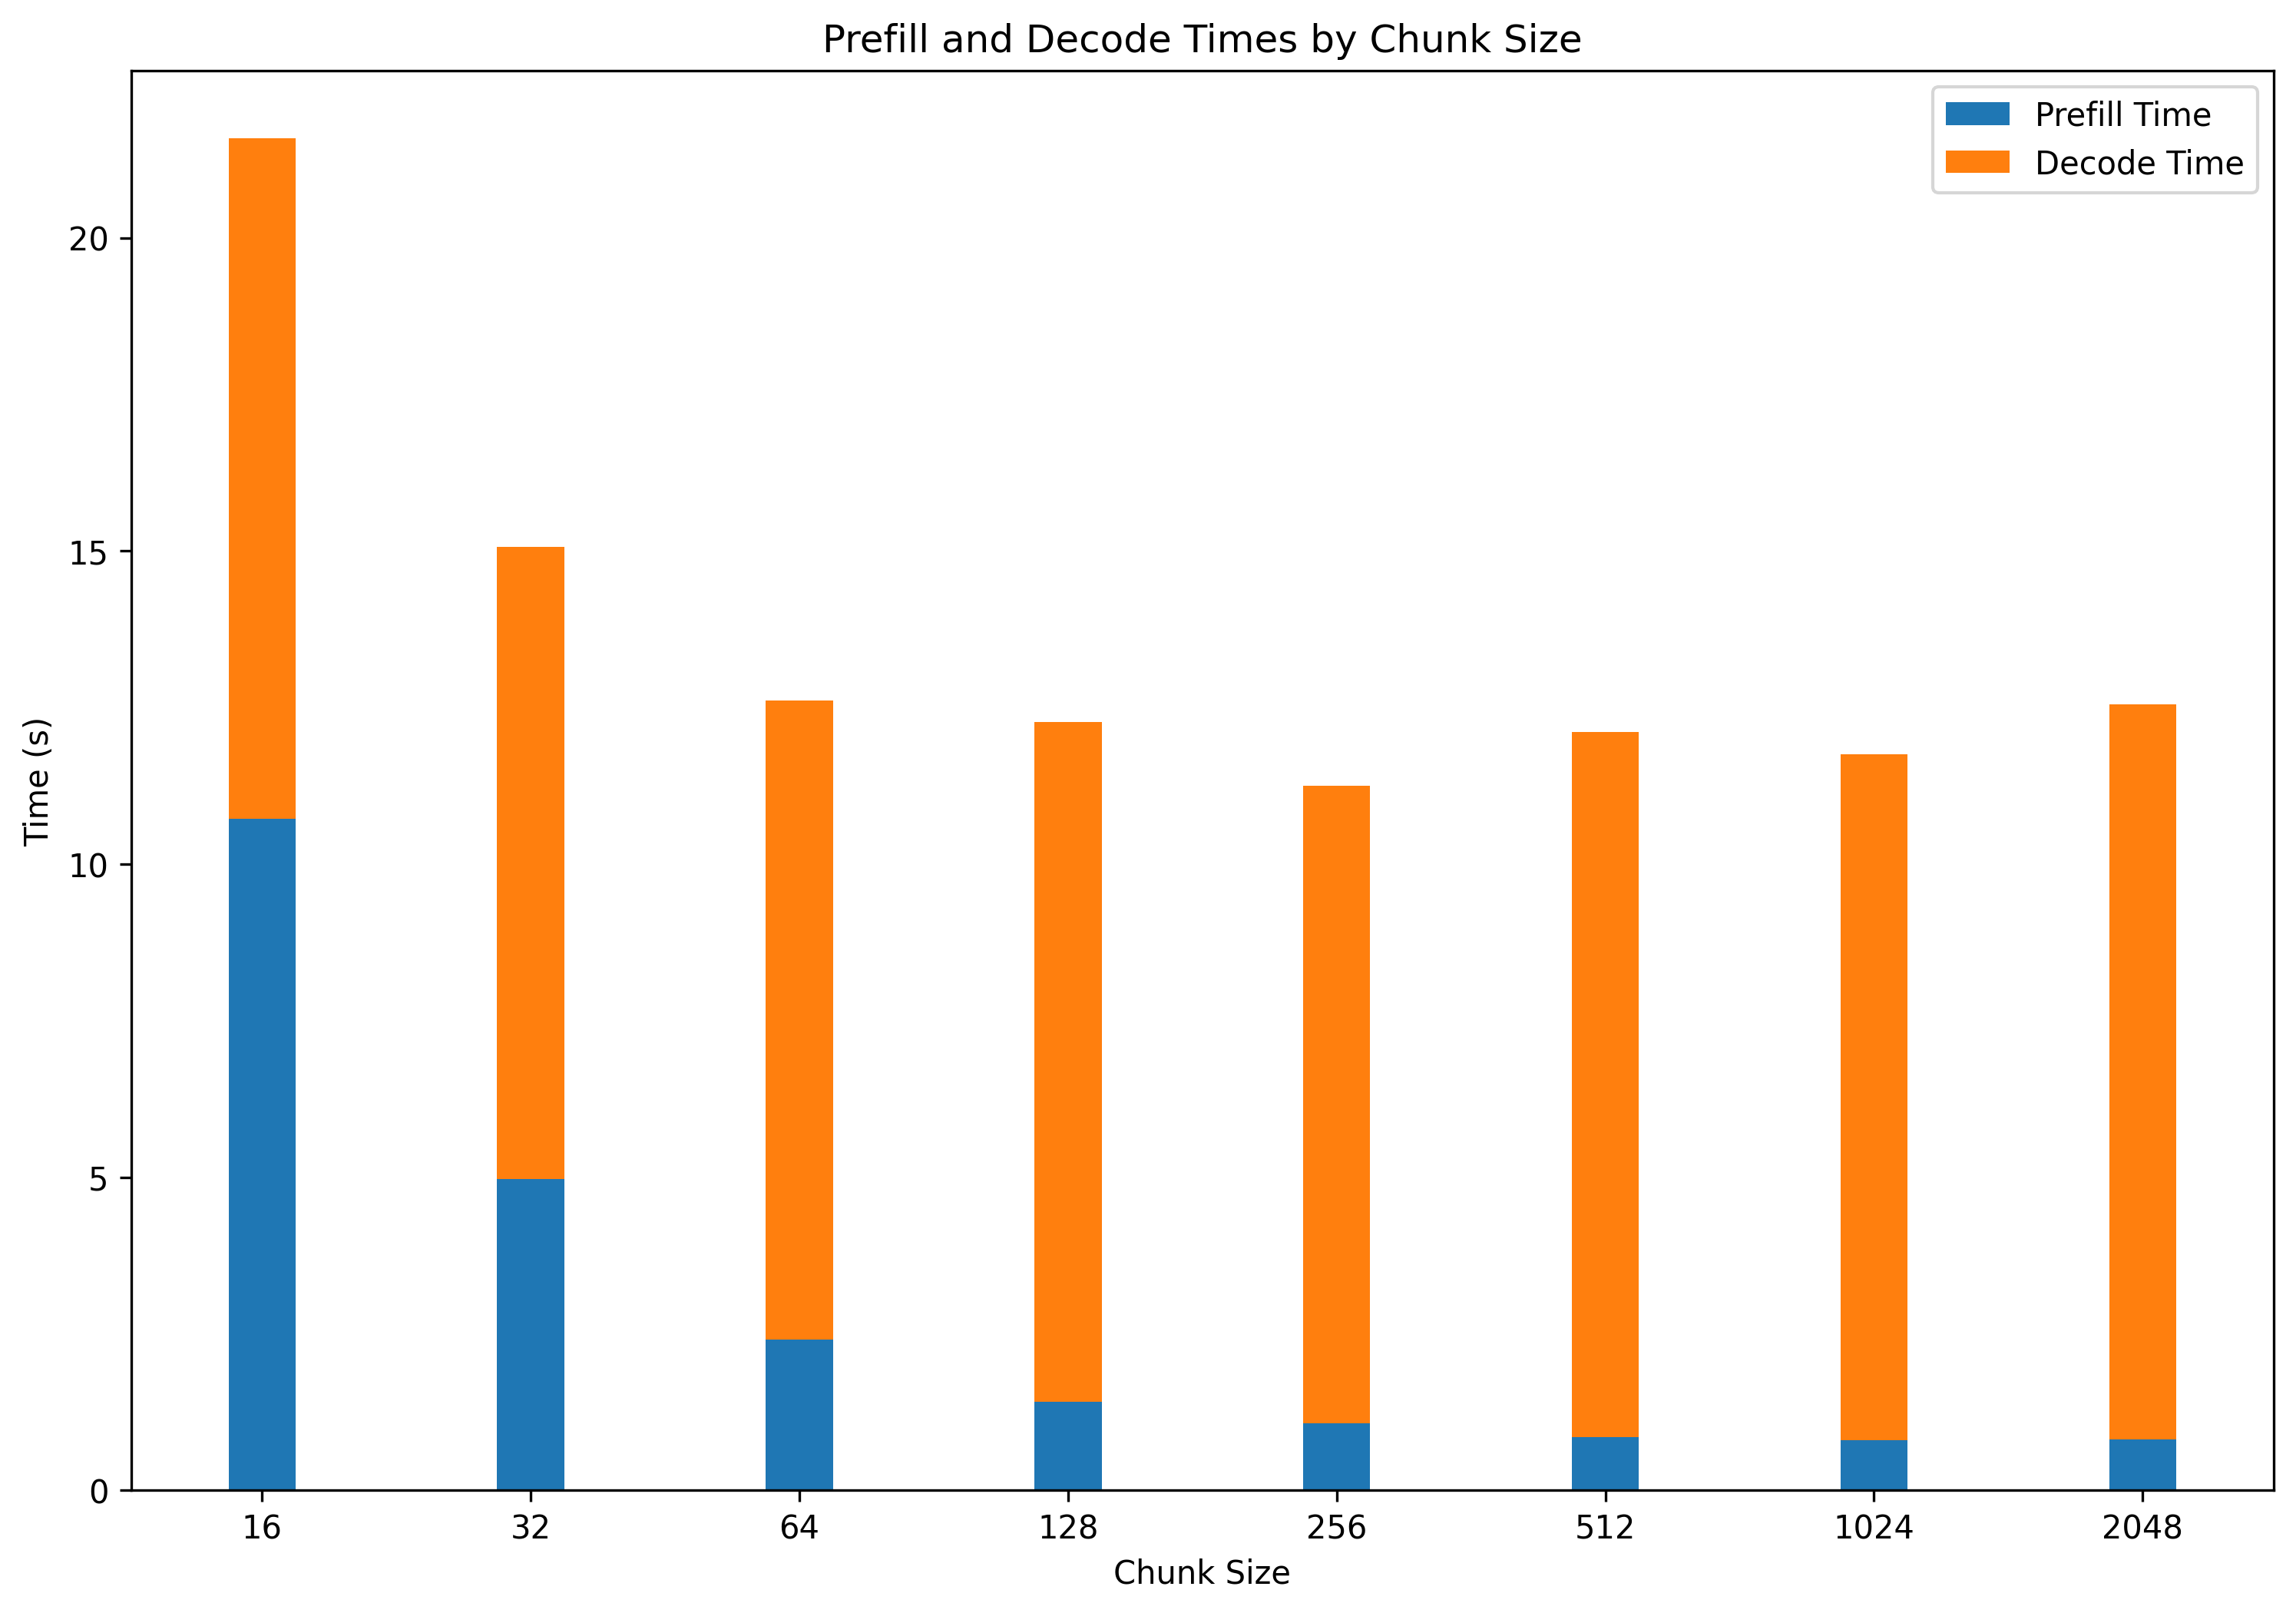 Prefill and Decode Times by Chunk Size
Prefill Time
Decode Time
Time (s)
20
15
10
5
0
16 32 64 128 256 512 1024 2048
Chunk Size